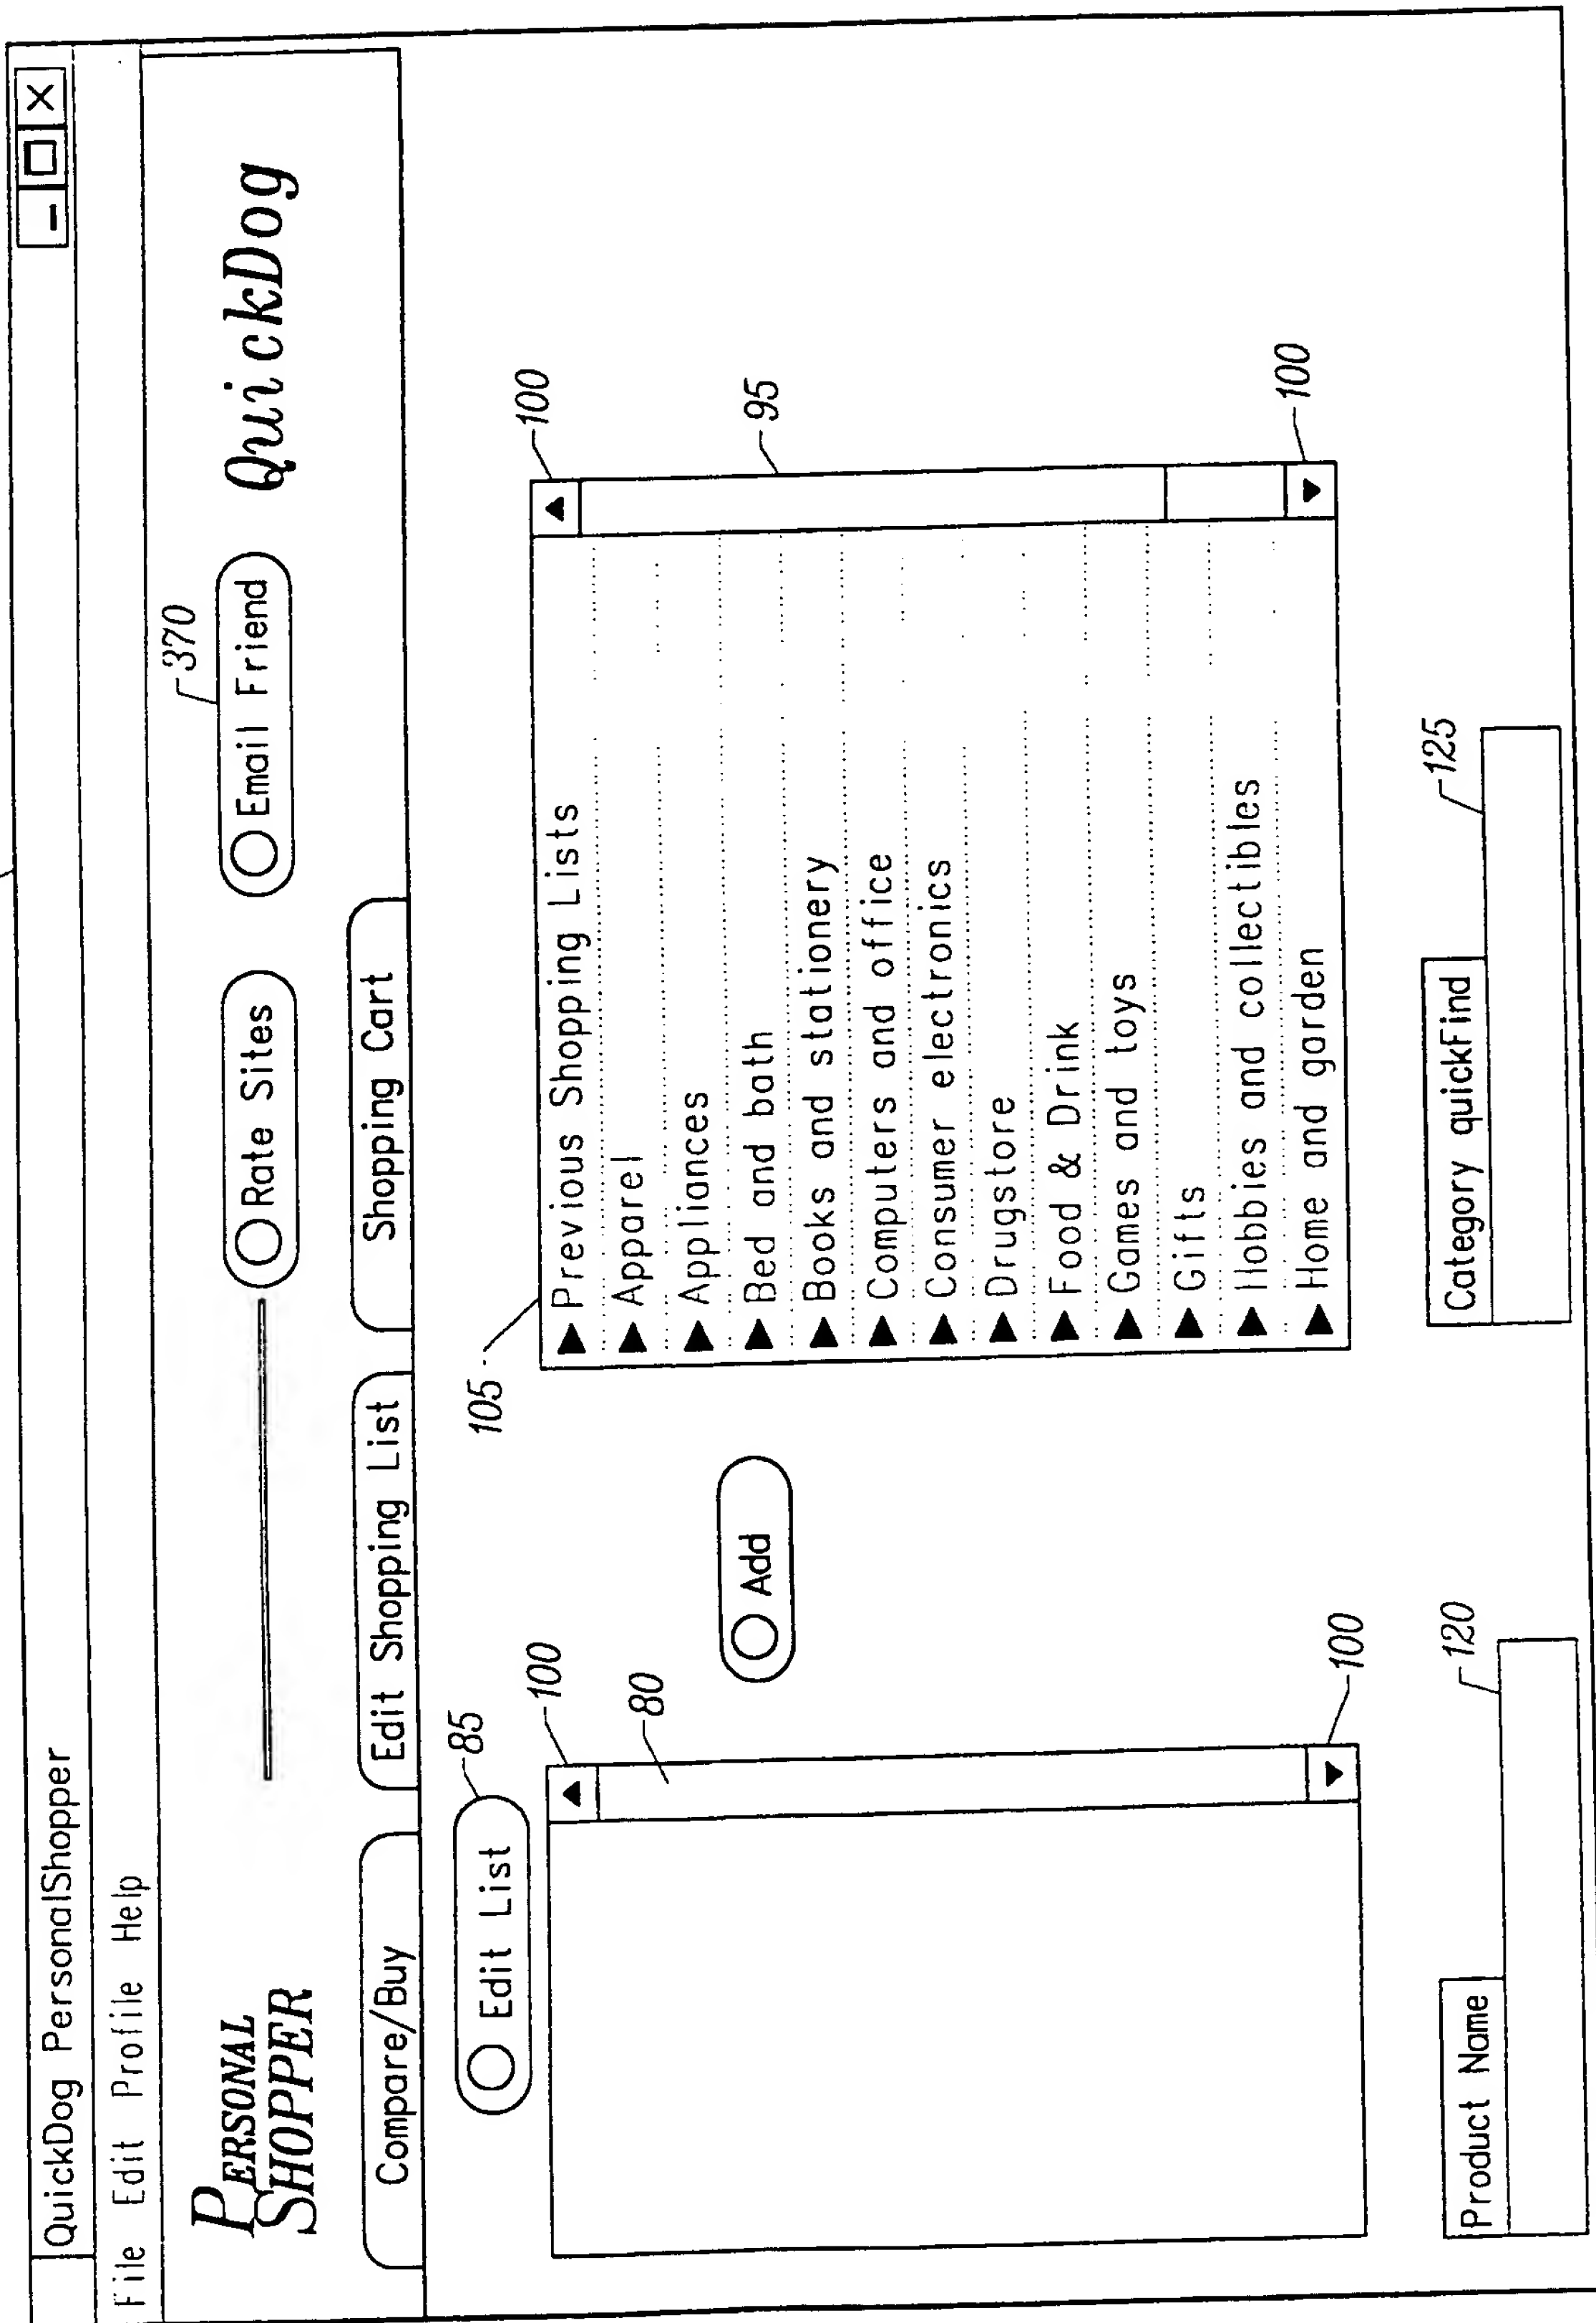 QuickDog PersonalShopper
File Edit Profile Help
PERSONAL
SHOPPER
Rate Sites
370
Email Friend
QuickDog
Compare/Buy
Edit Shopping List
Shopping Cart
85
Edit List
100
80
100
Add
105
100
95
100
Previous Shopping Lists
Apparel
Appliances
Bed and bath
Books and stationery
Computers and office
Consumer electronics
Drugstore
Food & Drink
Games and toys
Gifts
Hobbies and collectibles
Home and garden
Product Name
120
Category quickFind
125